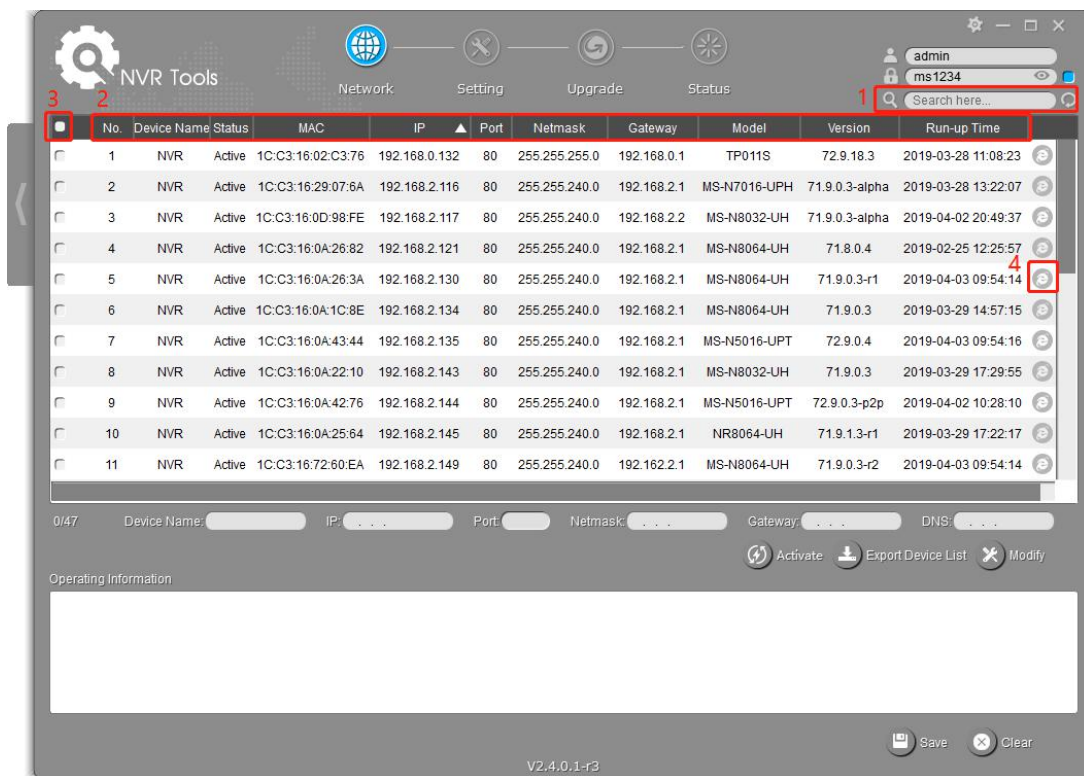 NVR Tools
Network Setting Upgrade Status
admin
ms1234
1 Search here...
3 2
No. Device Name Status MAC IP Port Netmask Gateway Model Version Run-up Time
1 NVR Active 1C:C3:16:02:C3:76 192.168.0.132 80 255.255.255.0 192.168.0.1 TP011S 72.9.18.3 2019-03-28 11:08:23
2 NVR Active 1C:C3:16:29:07:6A 192.168.2.116 80 255.255.240.0 192.168.2.1 MS-N7016-UPH 71.9.0.3-alpha 2019-03-28 13:22:07
3 NVR Active 1C:C3:16:0D:98:FE 192.168.2.117 80 255.255.240.0 192.168.2.2 MS-N8032-UH 71.9.0.3-alpha 2019-04-02 20:49:37
4 NVR Active 1C:C3:16:0A:26:82 192.168.2.121 80 255.255.240.0 192.168.2.1 MS-N8064-UH 71.8.0.4 2019-02-25 12:25:57
4
5 NVR Active 1C:C3:16:0A:25:6A 192.168.2.130 80 255.255.240.0 192.168.2.1 MS-N8064-UH 71.9.0.3-r1 2019-04-03 09:54:14
6 NVR Active 1C:C3:16:0A:1C:8E 192.168.2.134 80 255.255.240.0 192.168.2.1 MS-N8064-UH 71.9.0.3 2019-03-29 14:57:15
7 NVR Active 1C:C3:16:0A:43:44 192.168.2.135 80 255.255.240.0 192.168.2.1 MS-N5016-UPT 72.9.0.4 2019-04-03 09:54:16
8 NVR Active 1C:C3:16:0A:22:10 192.168.2.143 80 255.255.240.0 192.168.2.1 MS-N8032-UH 71.9.0.3 2019-03-29 17:29:55
9 NVR Active 1C:C3:16:0A:42:76 192.168.2.144 80 255.255.240.0 192.168.2.1 MS-N5016-UPT 72.9.0.3-p2p 2019-04-02 10:28:10
10 NVR Active 1C:C3:16:0A:25:64 192.168.2.145 80 255.255.240.0 192.168.2.1 NR8064-UH 71.9.1.3-r1 2019-03-29 17:22:17
11 NVR Active 1C:C3:16:72:60:EA 192.168.2.149 80 255.255.240.0 192.162.2.1 MS-N8064-UH 71.9.0.3-r2 2019-04-03 09:54:14
0/47 Device Name: IP: . . . Port: Netmask: . . . Gateway: . . . DNS: . . .
Activate Export Device List Modify
Operating Information
Save Clear
V2.4.0.1-r3